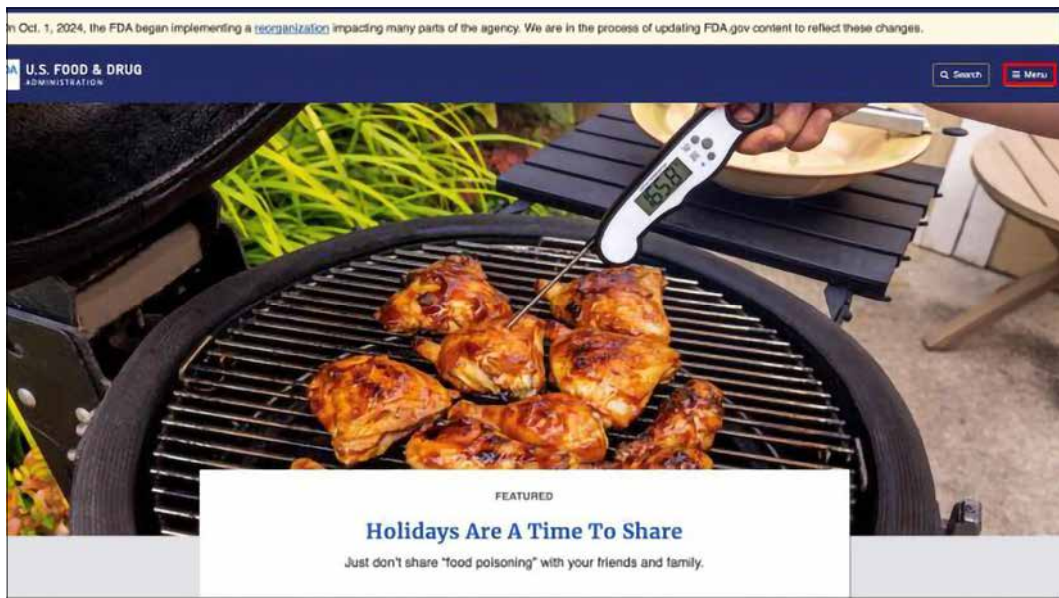 n Oct. 1, 2024, the FDA began implementing a reorganization impacting many parts of the agency. We are in the process of updating FDA.gov content to reflect these changes.
DA U.S. FOOD & DRUG
ADMINISTRATION
Search
Menu
165.8
FEATURED
Holidays Are A Time To Share
Just don't share "food poisoning" with your friends and family.